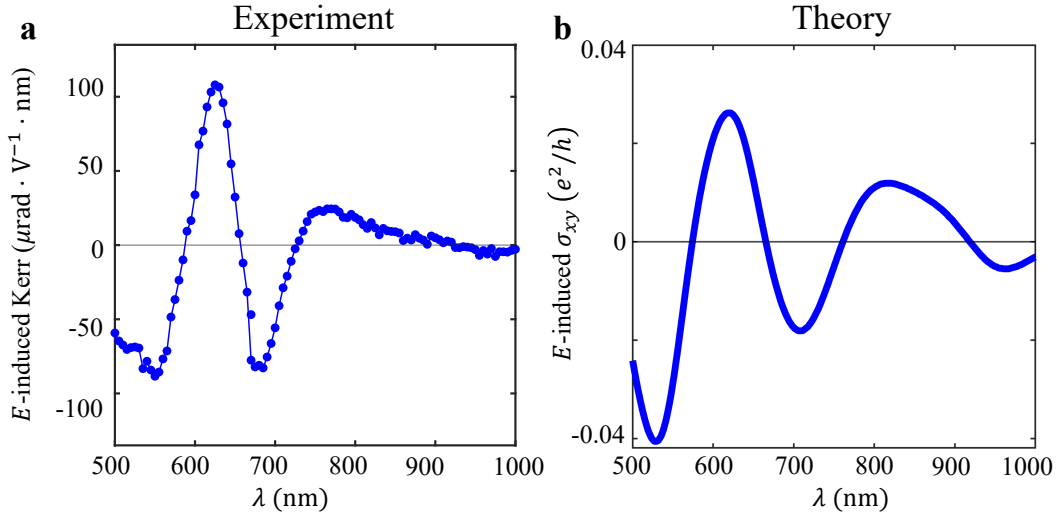 a
Experiment
E-induced Kerr (μrad · V⁻¹ · nm)
100
50
0
-50
-100
500
600
700
800
900
1000
λ (nm)
b
Theory
E-induced σxy (e²/h)
0.04
0
-0.04
500
600
700
800
900
1000
λ (nm)